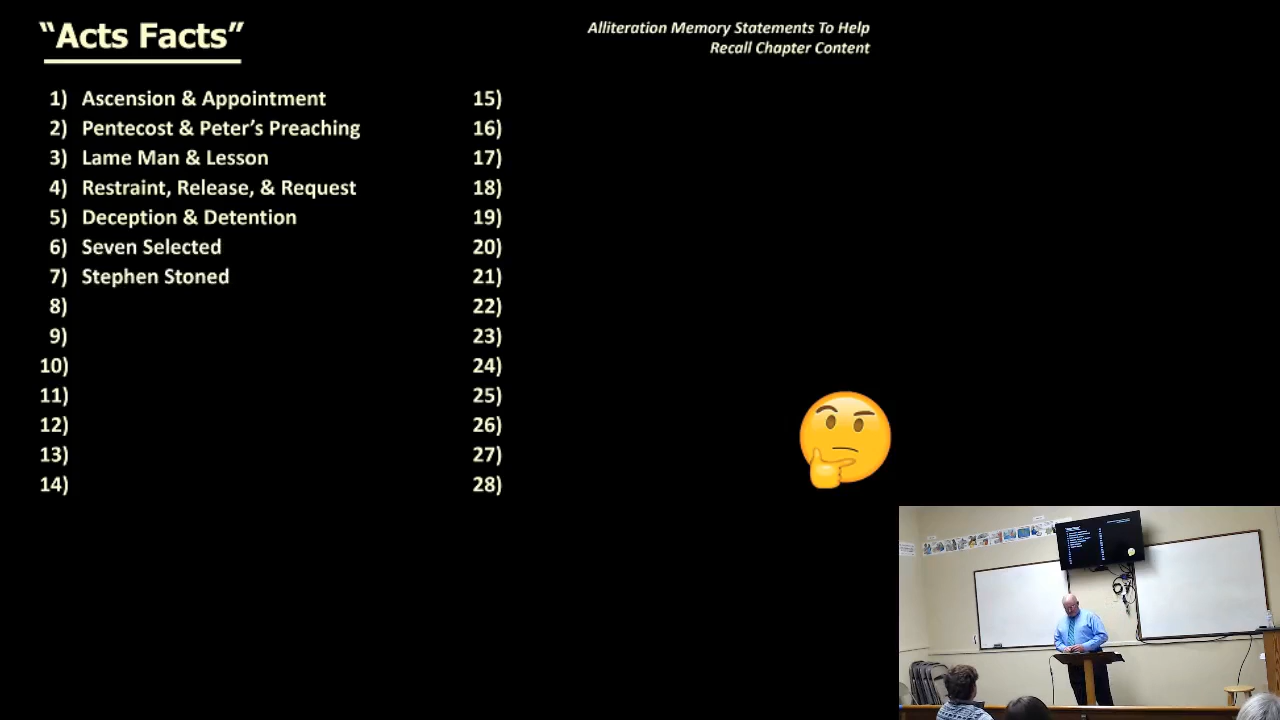 “Acts Facts”
Alliteration Memory Statements To Help
Recall Chapter Content
1) Ascension & Appointment
2) Pentecost & Peter’s Preaching
3) Lame Man & Lesson
4) Restraint, Release, & Request
5) Deception & Detention
6) Seven Selected
7) Stephen Stoned
8)
9)
10)
11)
12)
13)
14)
15)
16)
17)
18)
19)
20)
21)
22)
23)
24)
25)
26)
27)
28)